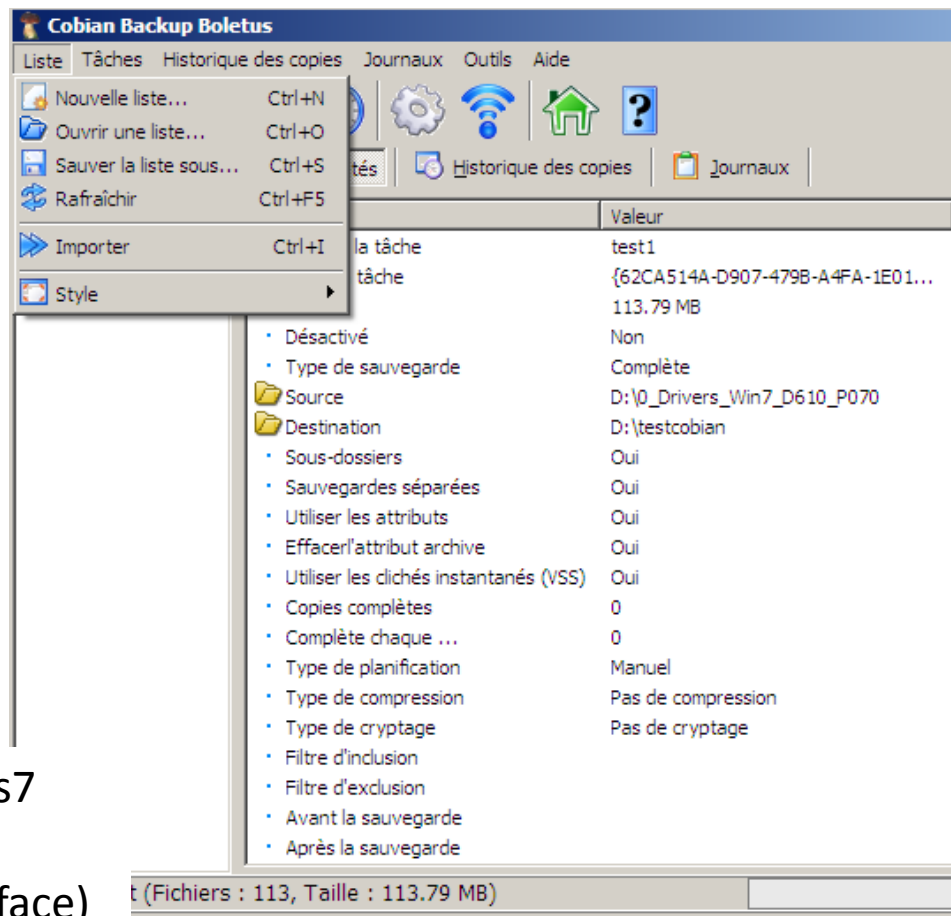 Cobian Backup Boletus
Liste Tâches Historique des copies Journaux Outils Aide
Nouvelle liste... Ctrl+N
Ouvrir une liste... Ctrl+O
Sauver la liste sous... Ctrl+S
Rafraîchir Ctrl+F5
Importer Ctrl+I
Style
tés Historique des copies Journaux
Valeur
la tâche test1
tâche {62CA514A-D907-479B-A4FA-1E01...
113.79 MB
Désactivé Non
Type de sauvegarde Complète
Source D:\0_Drivers_Win7_D610_P070
Destination D:\testcobian
Sous-dossiers Oui
Sauvegardes séparées Oui
Utiliser les attributs Oui
Effacerl'attribut archive Oui
Utiliser les clichés instantanés (VSS) Oui
Copies complètes 0
Complète chaque ... 0
Type de planification Manuel
Type de compression Pas de compression
Type de cryptage Pas de cryptage
Filtre d'inclusion
Filtre d'exclusion
Avant la sauvegarde
Après la sauvegarde
s7
face)
t (Fichiers : 113, Taille : 113.79 MB)